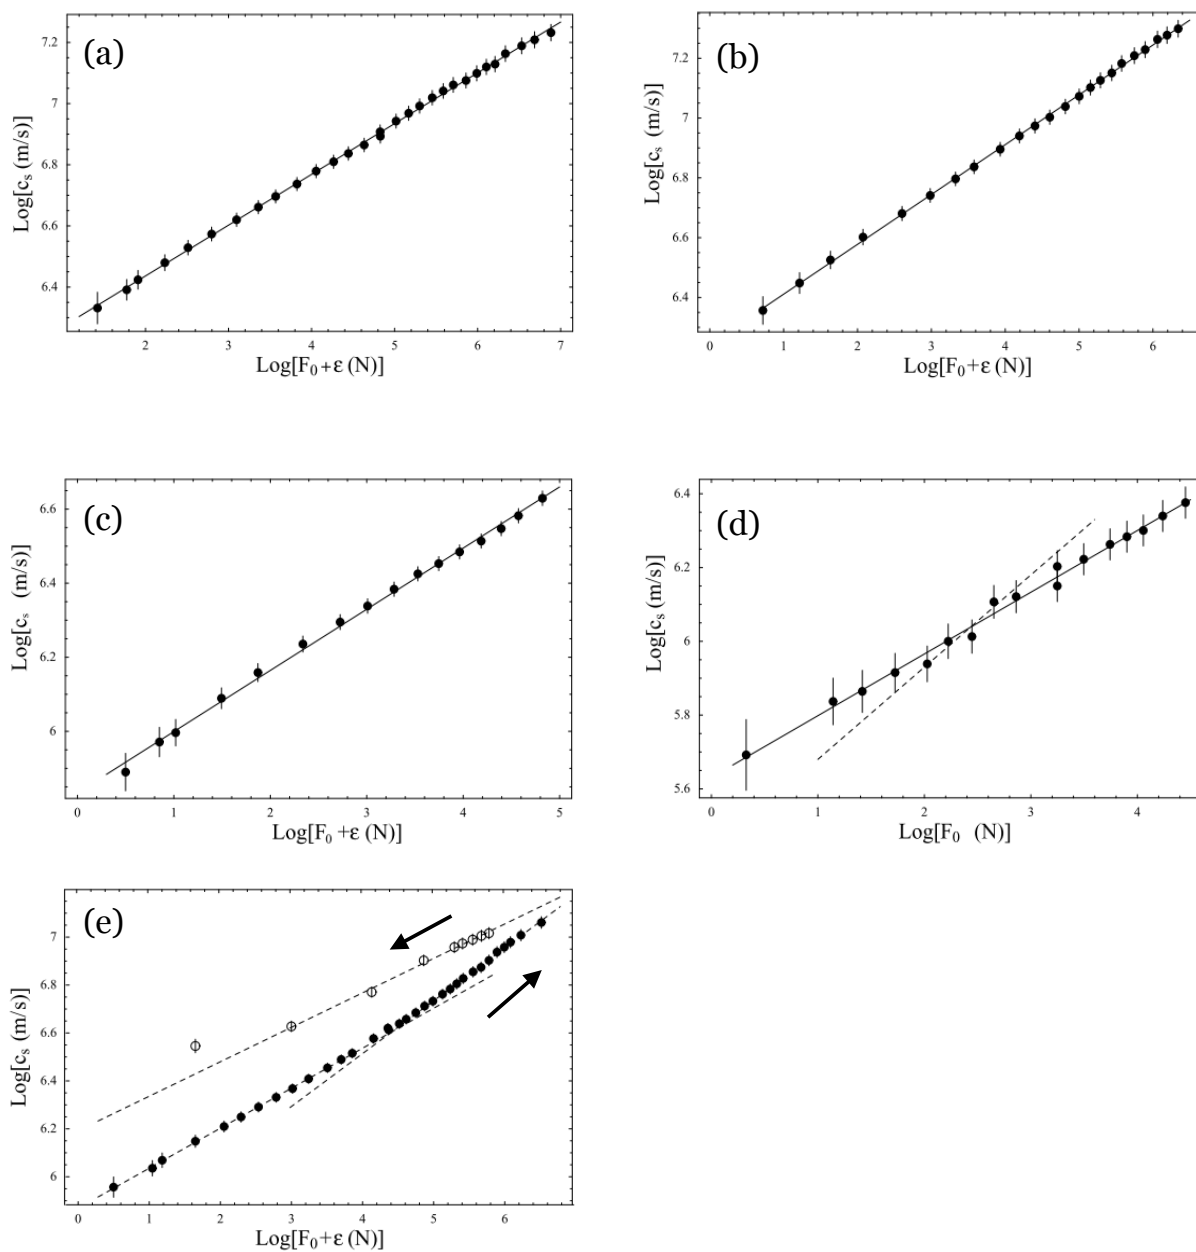 (a)
7.2
7
6.8
6.6
6.4
Log[cₛ (m/s)]
2 3 4 5 6 7
Log[F₀+ε (N)]
(b)
7.2
7
6.8
6.6
6.4
Log[cₛ (m/s)]
0 1 2 3 4 5 6
Log[F₀+ε (N)]
(c)
6.6
6.4
6.2
6
Log[cₛ (m/s)]
0 1 2 3 4 5
Log[F₀ +ε (N)]
(d)
6.4
6.2
6
5.8
5.6
Log[cₛ (m/s)]
0 1 2 3 4
Log[F₀ (N)]
(e)
7
6.8
6.6
6.4
6.2
6
Log[cₛ (m/s)]
0 1 2 3 4 5 6
Log[F₀+ε (N)]